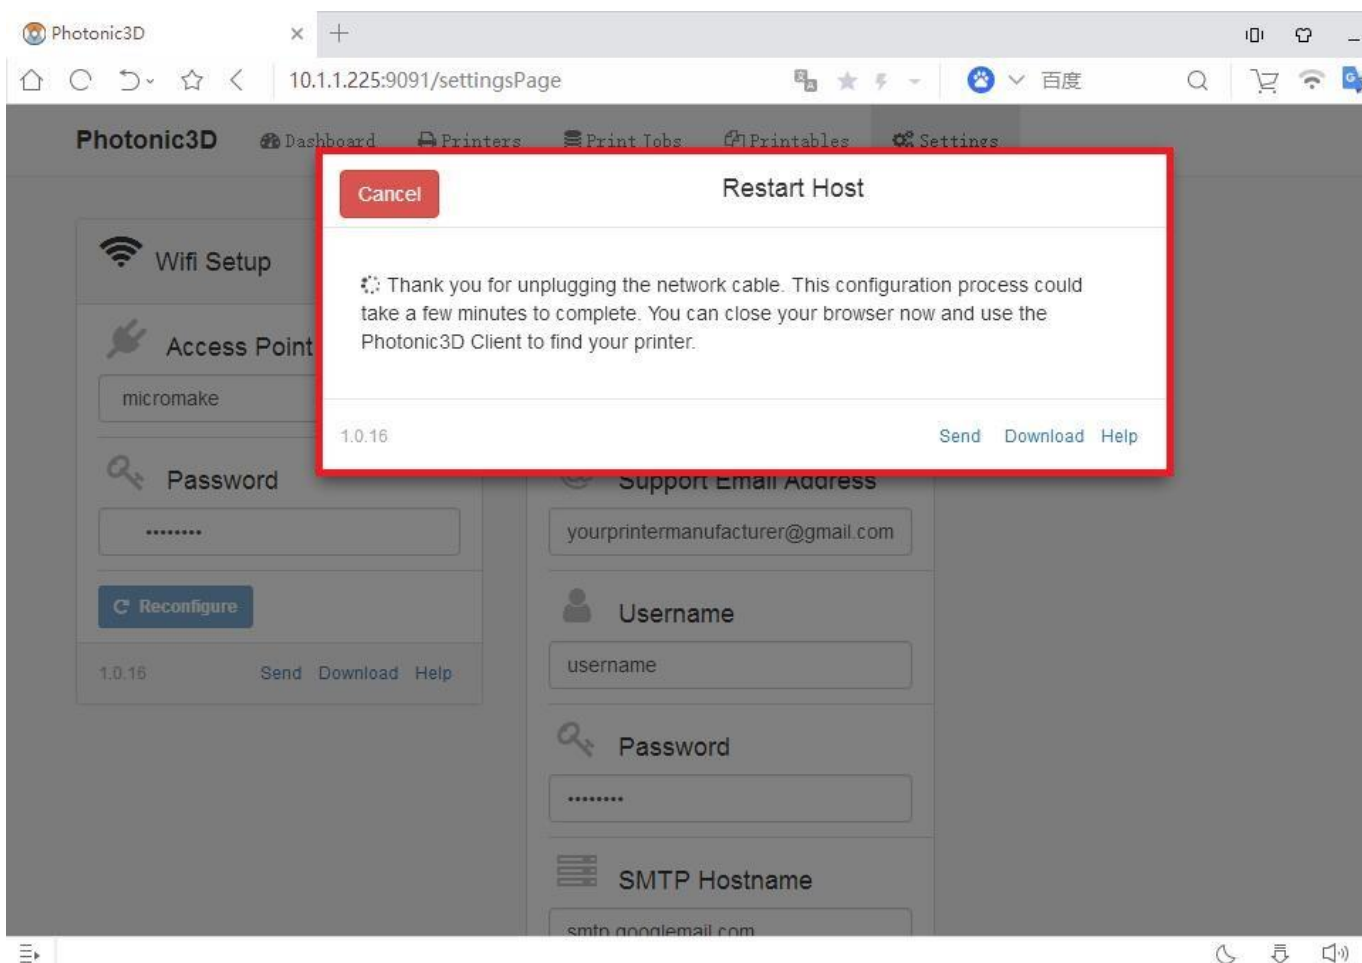 Photonic3D
10.1.1.225:9091/settingsPage
百度
Photonic3D Dashboard Printers Print Jobs Printables Settings
Cancel
Restart Host
Thank you for unplugging the network cable. This configuration process could
take a few minutes to complete. You can close your browser now and use the
Photonic3D Client to find your printer.
1.0.16
Send Download Help
Wifi Setup
Access Point
micromake
Password
••••••••
Reconfigure
1.0.16
Send Download Help
Support Email Address
yourprintermanufacturer@gmail.com
Username
username
Password
••••••••
SMTP Hostname
smtp.googlemail.com